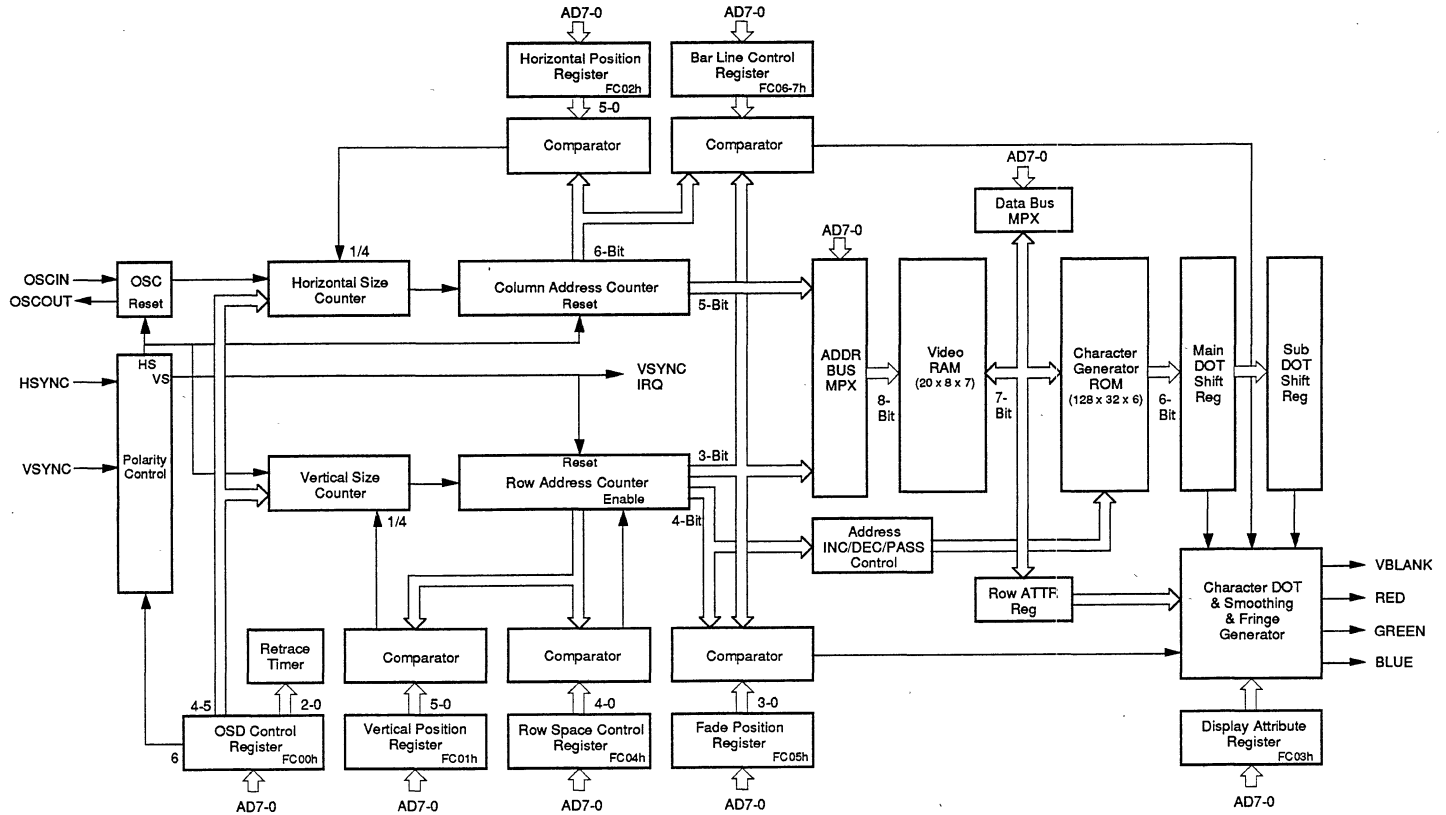 AD7-0
AD7-0
Horizontal Position
Register
FC02h
Bar Line Control
Register
FC06-7h
5-0
Comparator
Comparator
AD7-0
Data Bus
MPX
1/4
6-Bit
AD7-0
OSCIN
OSCOUT
OSC
Reset
Horizontal Size
Counter
Column Address Counter
Reset
5-Bit
HSYNC
VSYNC
HS
VS
Polarity
Control
VSYNC
IRQ
ADDR
BUS
MPX
8-
Bit
Video
RAM
(20 x 8 x 7)
7-
Bit
Character
Generator
ROM
(128 x 32 x 6)
6-
Bit
Main
DOT
Shift
Reg
Sub
DOT
Shift
Reg
Vertical Size
Counter
1/4
Reset
Row Address Counter
Enable
3-Bit
4-Bit
Address
INC/DEC/PASS
Control
Row ATTR
Reg
Character DOT
& Smoothing
& Fringe
Generator
VBLANK
RED
GREEN
BLUE
Retrace
Timer
Comparator
Comparator
Comparator
4-5
2-0
5-0
4-0
3-0
6
OSD Control
Register
FC00h
Vertical Position
Register
FC01h
Row Space Control
Register
FC04h
Fade Position
Register
FC05h
Display Attribute
Register
FC03h
AD7-0
AD7-0
AD7-0
AD7-0
AD7-0